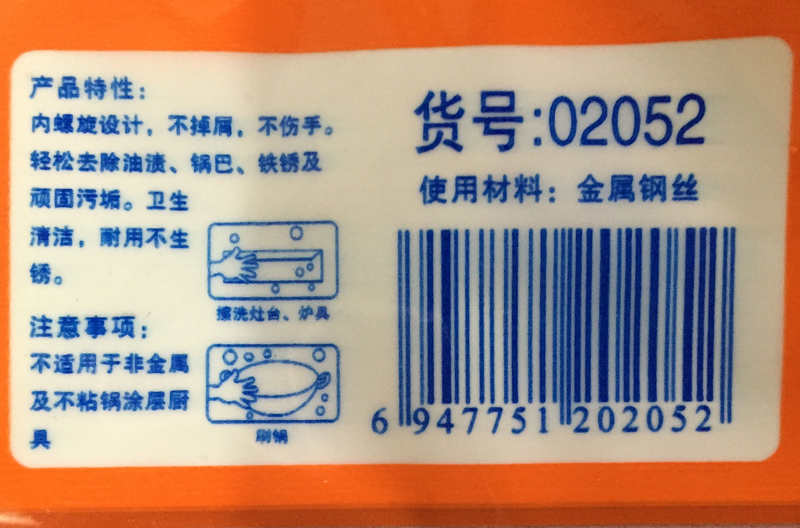 产品特性：
内螺旋设计，不掉屑，不伤手。
轻松去除油渍、锅巴、铁锈及
顽固污垢。卫生
清洁，耐用不生
锈。
擦洗灶台、炉具
注意事项：
不适用于非金属
及不粘锅涂层厨
具
刷锅
货号:02052
使用材料：金属钢丝
6 947751 202052